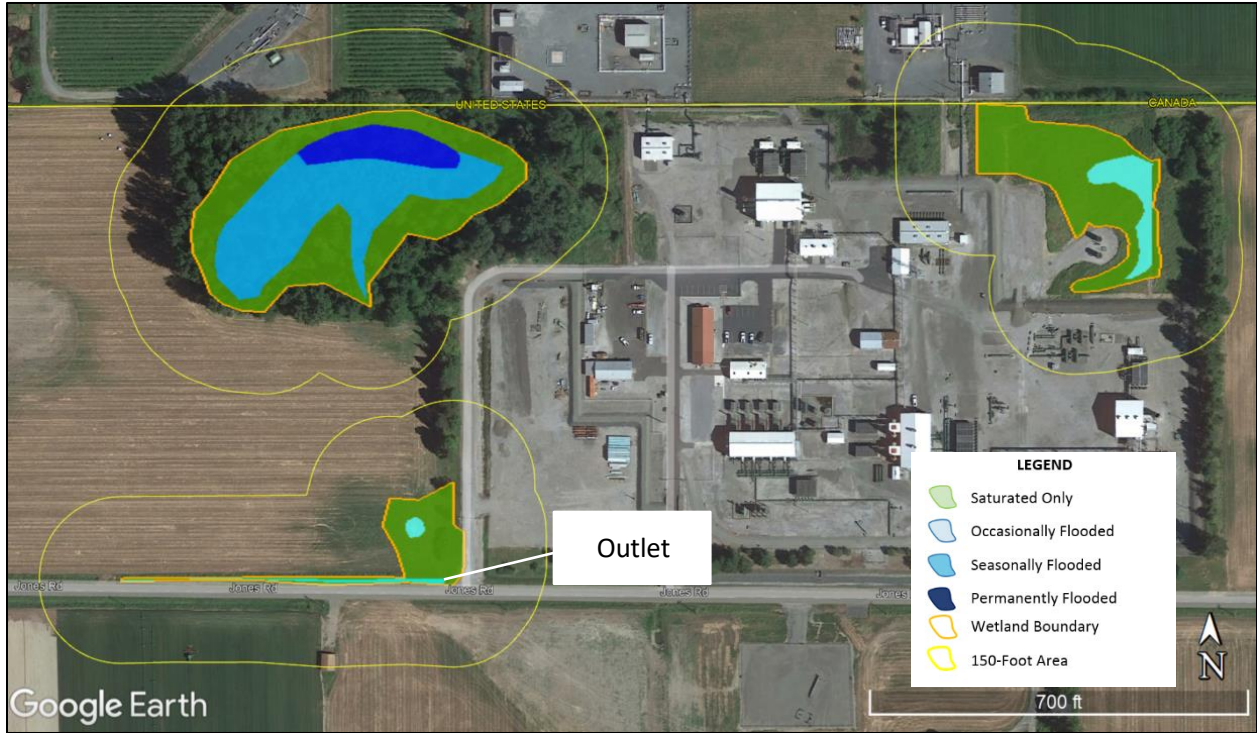 UNITED STATES
CANADA
LEGEND
Saturated Only
Occasionally Flooded
Seasonally Flooded
Permanently Flooded
Wetland Boundary
150-Foot Area
Outlet
Jones Rd
Jones Rd
Jones Rd
Jones Rd
Jones
N
Google Earth
700 ft